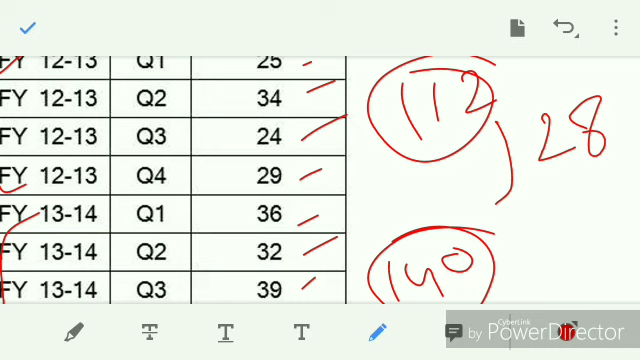 FY 12-13 Q1 25
FY 12-13 Q2 34
FY 12-13 Q3 24
FY 12-13 Q4 29
FY 13-14 Q1 36
FY 13-14 Q2 32
FY 13-14 Q3 39
112
28
140
T T T
by CyberLink PowerDirector